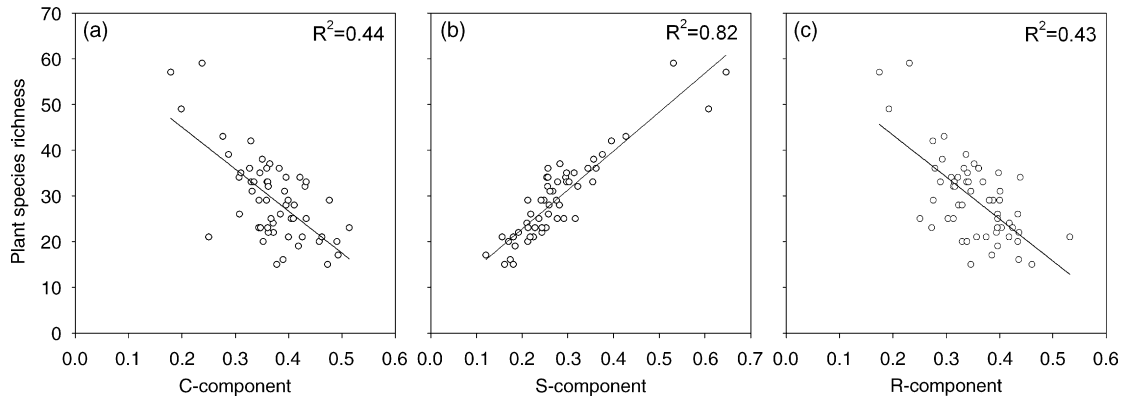 (a)
R²=0.44
(b)
R²=0.82
(c)
R²=0.43
Plant species richness
70
60
50
40
30
20
10
0
0.0 0.1 0.2 0.3 0.4 0.5 0.6
0.0 0.1 0.2 0.3 0.4 0.5 0.6 0.7
0.0 0.1 0.2 0.3 0.4 0.5 0.6
C-component
S-component
R-component